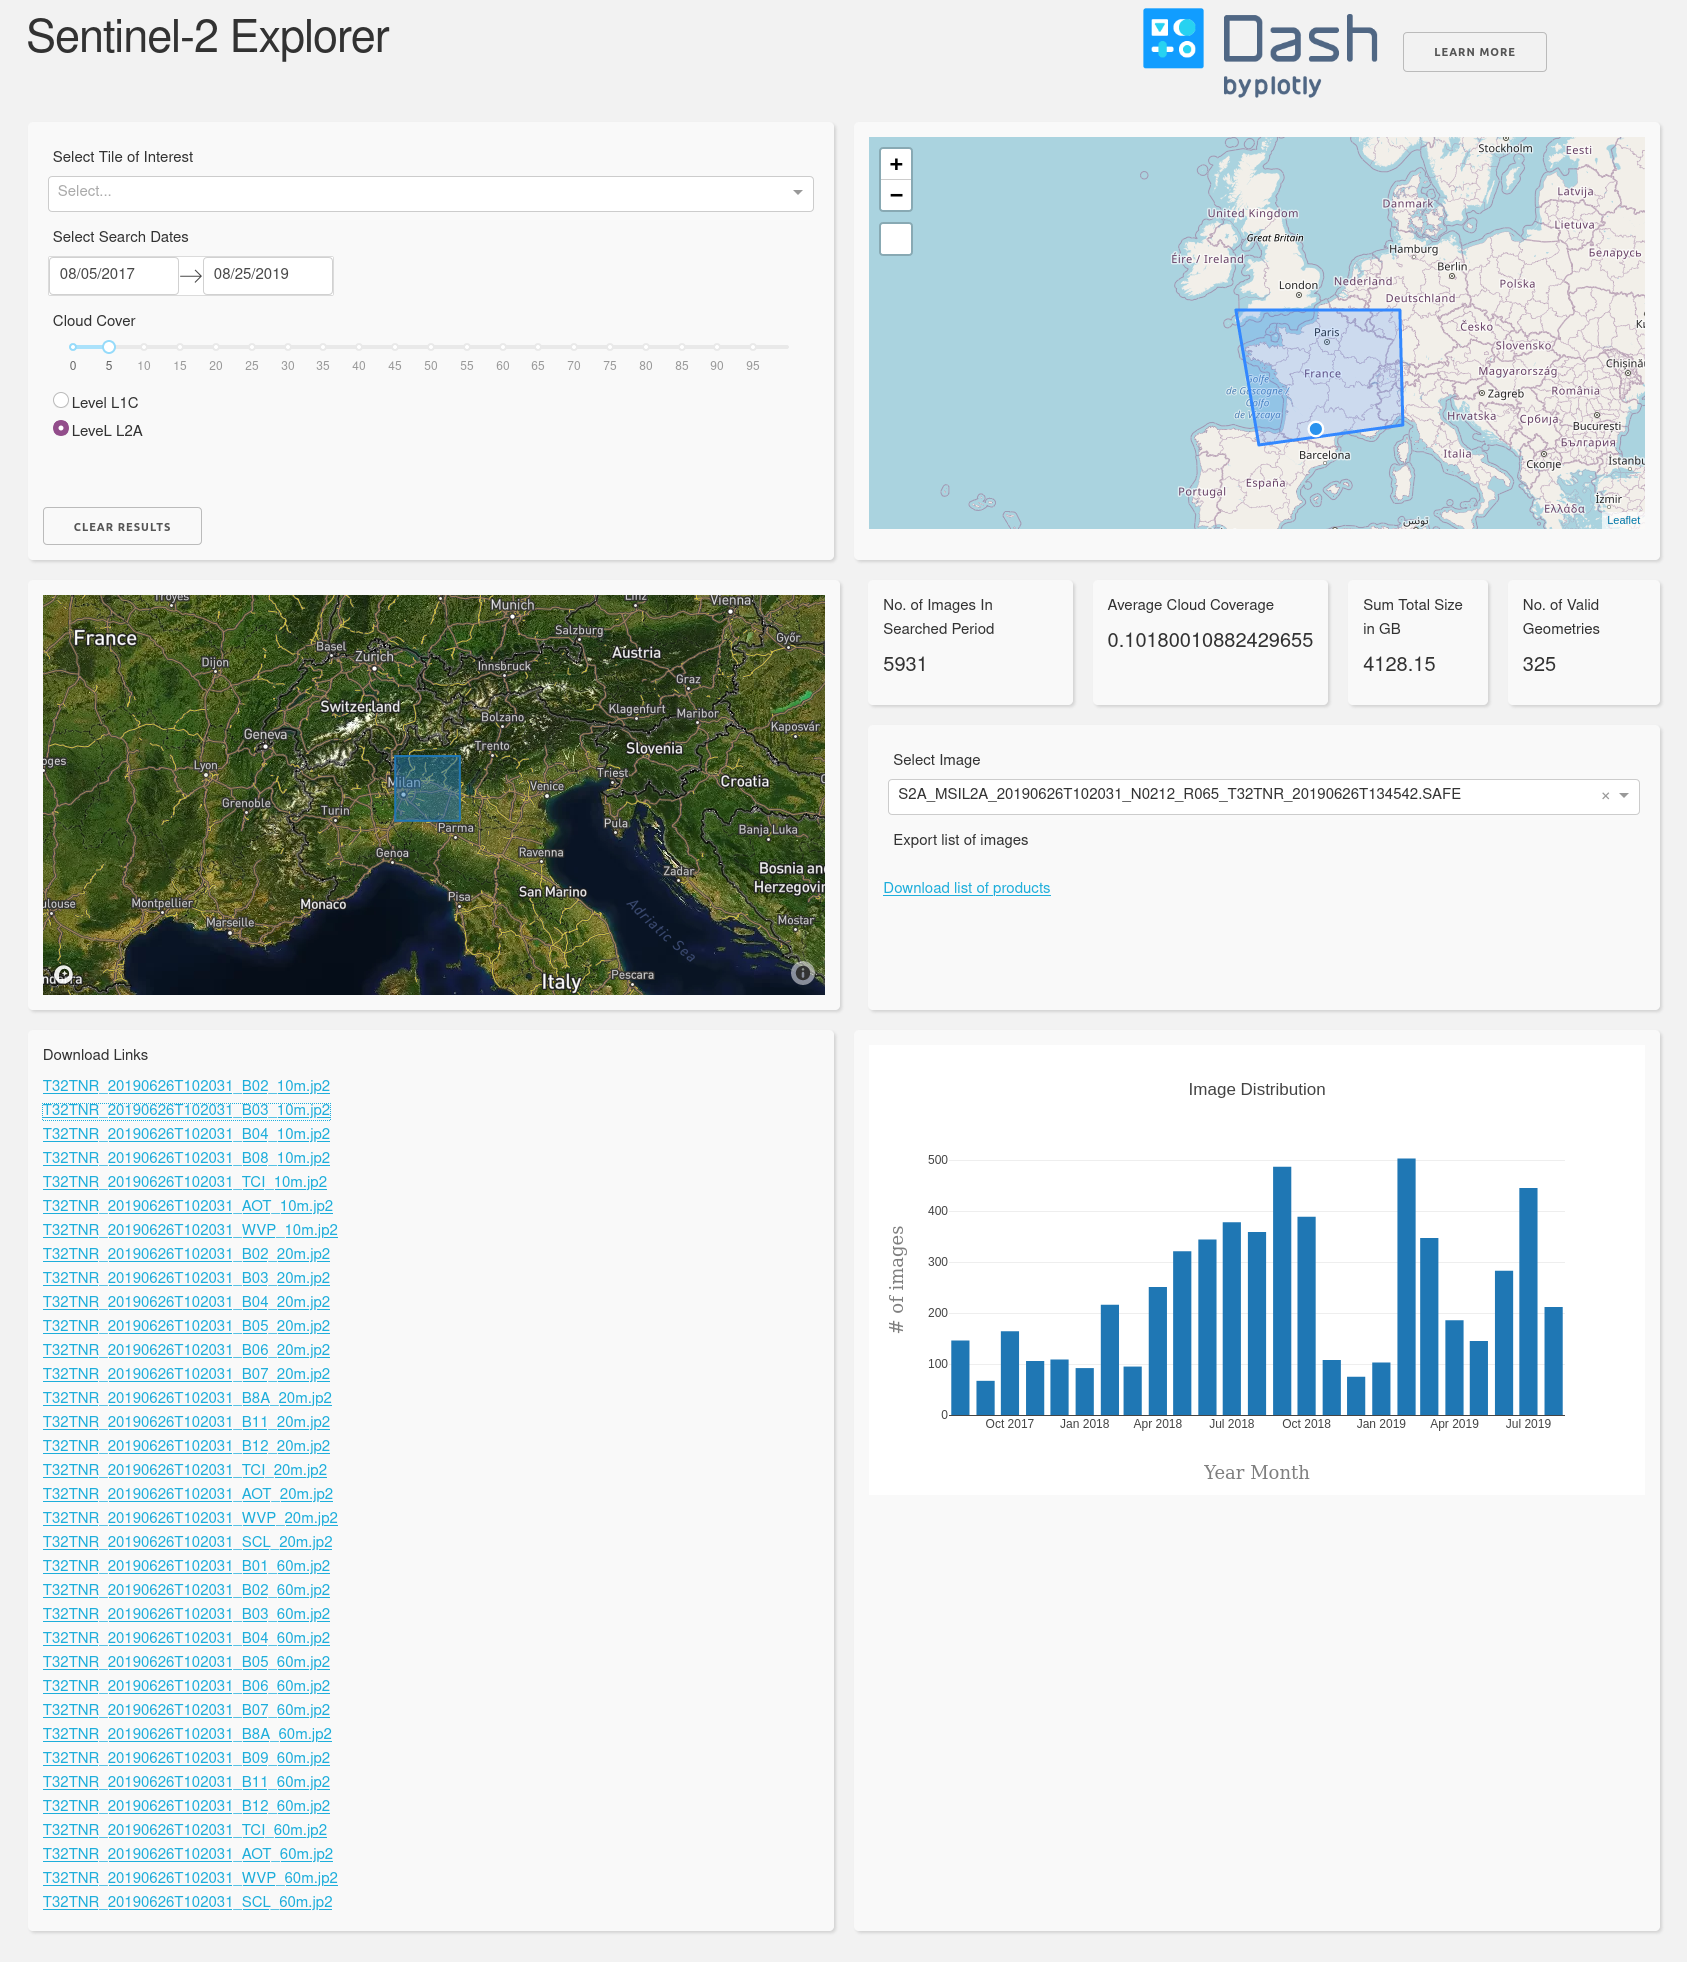 Sentinel-2 Explorer
Dash
by plotly
LEARN MORE
Select Tile of Interest
Select...
Select Search Dates
08/05/2017
08/25/2019
Cloud Cover
0 5 10 15 20 25 30 35 40 45 50 55 60 65 70 75 80 85 90 95
Level L1C
LeveL L2A
CLEAR RESULTS
+
−
Stockholm
Eesti
Latvija
Danmark
United Kingdom
Lietuva
Great Britain
Hamburg
Éire / Ireland
Беларусь
Berlin
London
Nederland
Polska
Deutschland
Paris
Česko
Slovensko
France
Magyarország
Chișină
Golfe
de Gascogne
Golfo
de Vizcaya
Zagreb
România
Hrvatska
Србија
București
България
Barcelona
Italia
Скопје
İstanbu
España
Portugal
İzmir
Ελλάδα
تونس
Leaflet
Troyes
Munich
Linz
Vienna
France
Salzburg
Győr
Basel
Zurich
Austria
Dijon
Innsbruck
Graz
Switzerland
Klagenfurt
Maribor
Bolzano
Kaposvár
Geneva
Trento
Slovenia
oges
Lyon
Triest
Milan
Venice
Croatia
Grenoble
Turin
Parma
Pula
Banja Luka
Genoa
Ravenna
Zadar
Bosnia an
Herzegovin
San Marino
Pisa
ulouse
Montpellier
Monaco
Marseille
Adriatic Sea
Mostar
Pescara
Italy
No. of Images In
Searched Period
5931
Average Cloud Coverage
0.10180010882429655
Sum Total Size
in GB
4128.15
No. of Valid
Geometries
325
Select Image
S2A_MSIL2A_20190626T102031_N0212_R065_T32TNR_20190626T134542.SAFE
×
Export list of images
Download list of products
Download Links
T32TNR_20190626T102031_B02_10m.jp2
T32TNR_20190626T102031_B03_10m.jp2
T32TNR_20190626T102031_B04_10m.jp2
T32TNR_20190626T102031_B08_10m.jp2
T32TNR_20190626T102031_TCI_10m.jp2
T32TNR_20190626T102031_AOT_10m.jp2
T32TNR_20190626T102031_WVP_10m.jp2
T32TNR_20190626T102031_B02_20m.jp2
T32TNR_20190626T102031_B03_20m.jp2
T32TNR_20190626T102031_B04_20m.jp2
T32TNR_20190626T102031_B05_20m.jp2
T32TNR_20190626T102031_B06_20m.jp2
T32TNR_20190626T102031_B07_20m.jp2
T32TNR_20190626T102031_B8A_20m.jp2
T32TNR_20190626T102031_B11_20m.jp2
T32TNR_20190626T102031_B12_20m.jp2
T32TNR_20190626T102031_TCI_20m.jp2
T32TNR_20190626T102031_AOT_20m.jp2
T32TNR_20190626T102031_WVP_20m.jp2
T32TNR_20190626T102031_SCL_20m.jp2
T32TNR_20190626T102031_B01_60m.jp2
T32TNR_20190626T102031_B02_60m.jp2
T32TNR_20190626T102031_B03_60m.jp2
T32TNR_20190626T102031_B04_60m.jp2
T32TNR_20190626T102031_B05_60m.jp2
T32TNR_20190626T102031_B06_60m.jp2
T32TNR_20190626T102031_B07_60m.jp2
T32TNR_20190626T102031_B8A_60m.jp2
T32TNR_20190626T102031_B09_60m.jp2
T32TNR_20190626T102031_B11_60m.jp2
T32TNR_20190626T102031_B12_60m.jp2
T32TNR_20190626T102031_TCI_60m.jp2
T32TNR_20190626T102031_AOT_60m.jp2
T32TNR_20190626T102031_WVP_60m.jp2
T32TNR_20190626T102031_SCL_60m.jp2
Image Distribution
# of images
500
400
300
200
100
0
Oct 2017 Jan 2018 Apr 2018 Jul 2018 Oct 2018 Jan 2019 Apr 2019 Jul 2019
Year Month